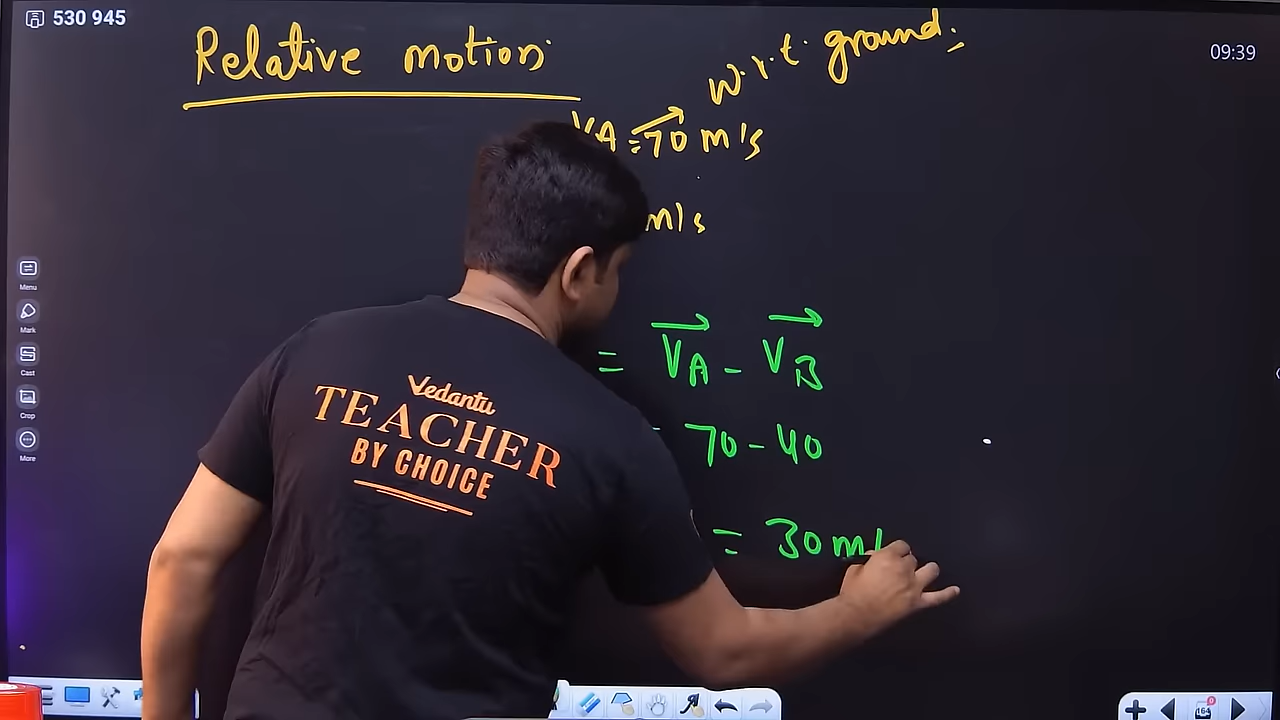 530 945
09:39
Relative motion
w.r.t. ground.
VA = 70 m/s
m/s
= VA - VB
= 70 - 40
= 30 m/
Vedantu
TEACHER
BY CHOICE
Menu
Mark
Cast
Crop
More